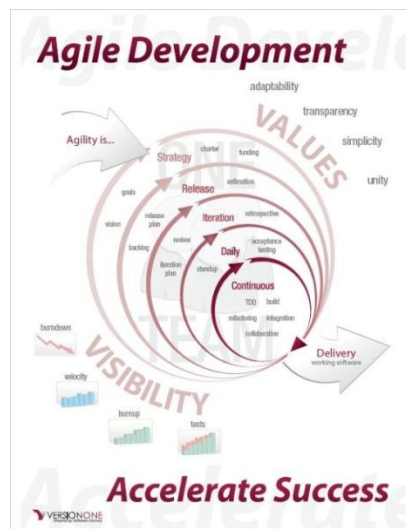 Agile Development
adaptability
transparency
simplicity
unity
VALUES
Agility is...
Strategy
charter
funding
goals
vision
Release
estimation
release
plan
backlog
Iteration
retrospective
review
iteration
plan
Daily
acceptance
testing
standup
Continuous
TDD
build
refactoring
integration
collaboration
ONE
TEAM
Delivery
working software
VISIBILITY
burndown
velocity
burnup
tests
Accelerate Success
VERSIONONE